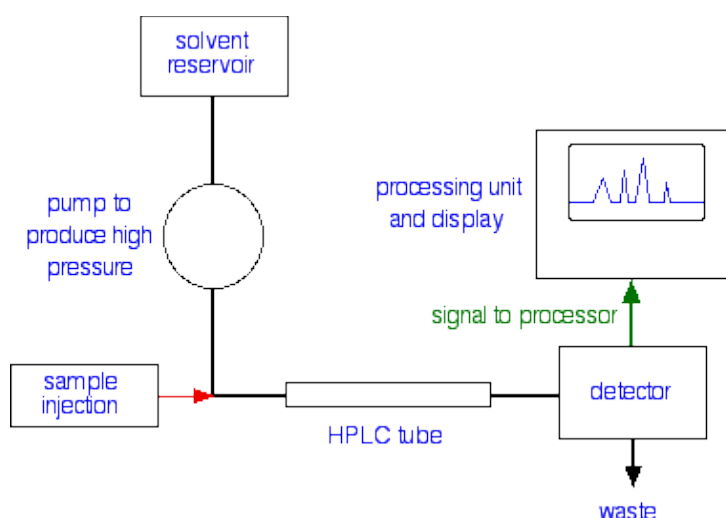 solvent
reservoir
pump to
produce high
pressure
processing unit
and display
signal to processor
sample
injection
HPLC tube
detector
waste